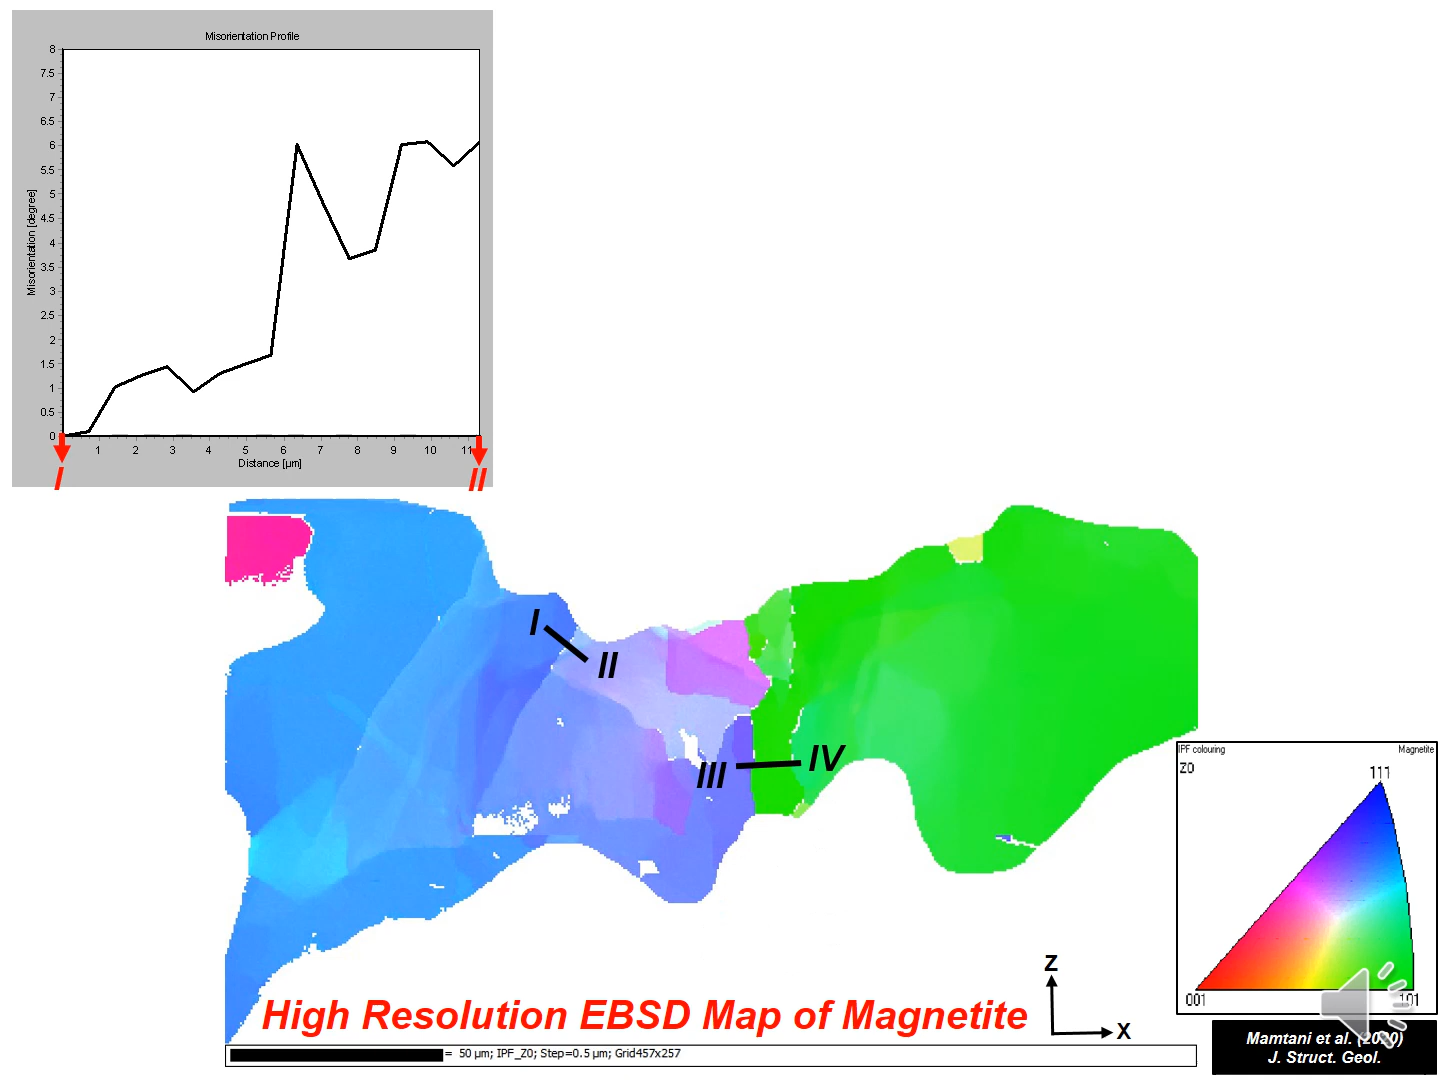 Misorientation Profile
8
7.5
7
6.5
6
5.5
5
4.5
4
3.5
3
2.5
2
1.5
1
0.5
0
Misorientation [degree]
1 2 3 4 5 6 7 8 9 10 11
Distance [µm]
I II
I
II
III IV
IPF colouring Magnetite
Z0
111
001 101
Z
X
High Resolution EBSD Map of Magnetite
= 50 µm; IPF_Z0; Step=0.5 µm; Grid457x257
Mamtani et al. (2020)
J. Struct. Geol.